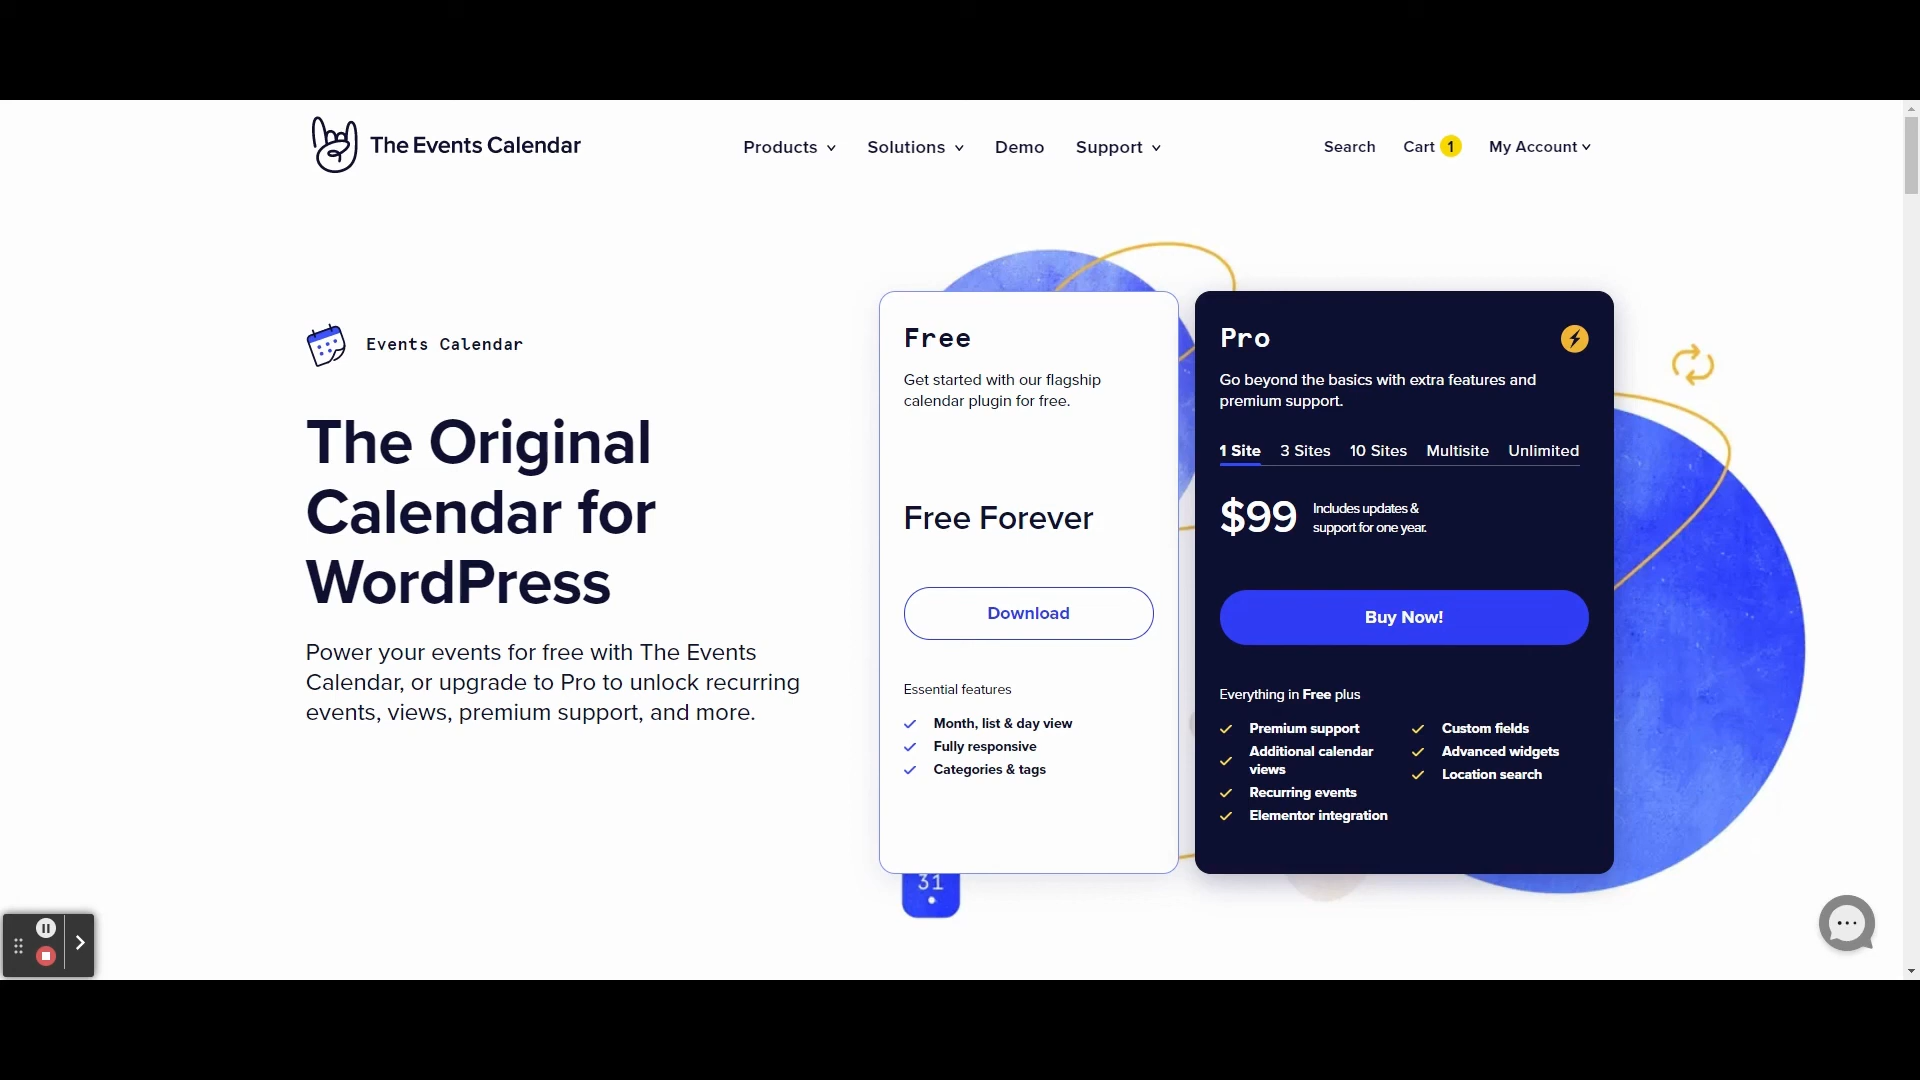 The Events Calendar
Products
Solutions
Demo
Support
Search
Cart 1
My Account
Events Calendar
The Original
Calendar for
WordPress
Power your events for free with The Events
Calendar, or upgrade to Pro to unlock recurring
events, views, premium support, and more.
Free
Get started with our flagship
calendar plugin for free.
Free Forever
Download
Essential features
Month, list & day view
Fully responsive
Categories & tags
31
Pro
Go beyond the basics with extra features and
premium support.
1 Site 3 Sites 10 Sites Multisite Unlimited
$99
Includes updates &
support for one year.
Buy Now!
Everything in Free plus
Premium support
Additional calendar
views
Recurring events
Elementor integration
Custom fields
Advanced widgets
Location search